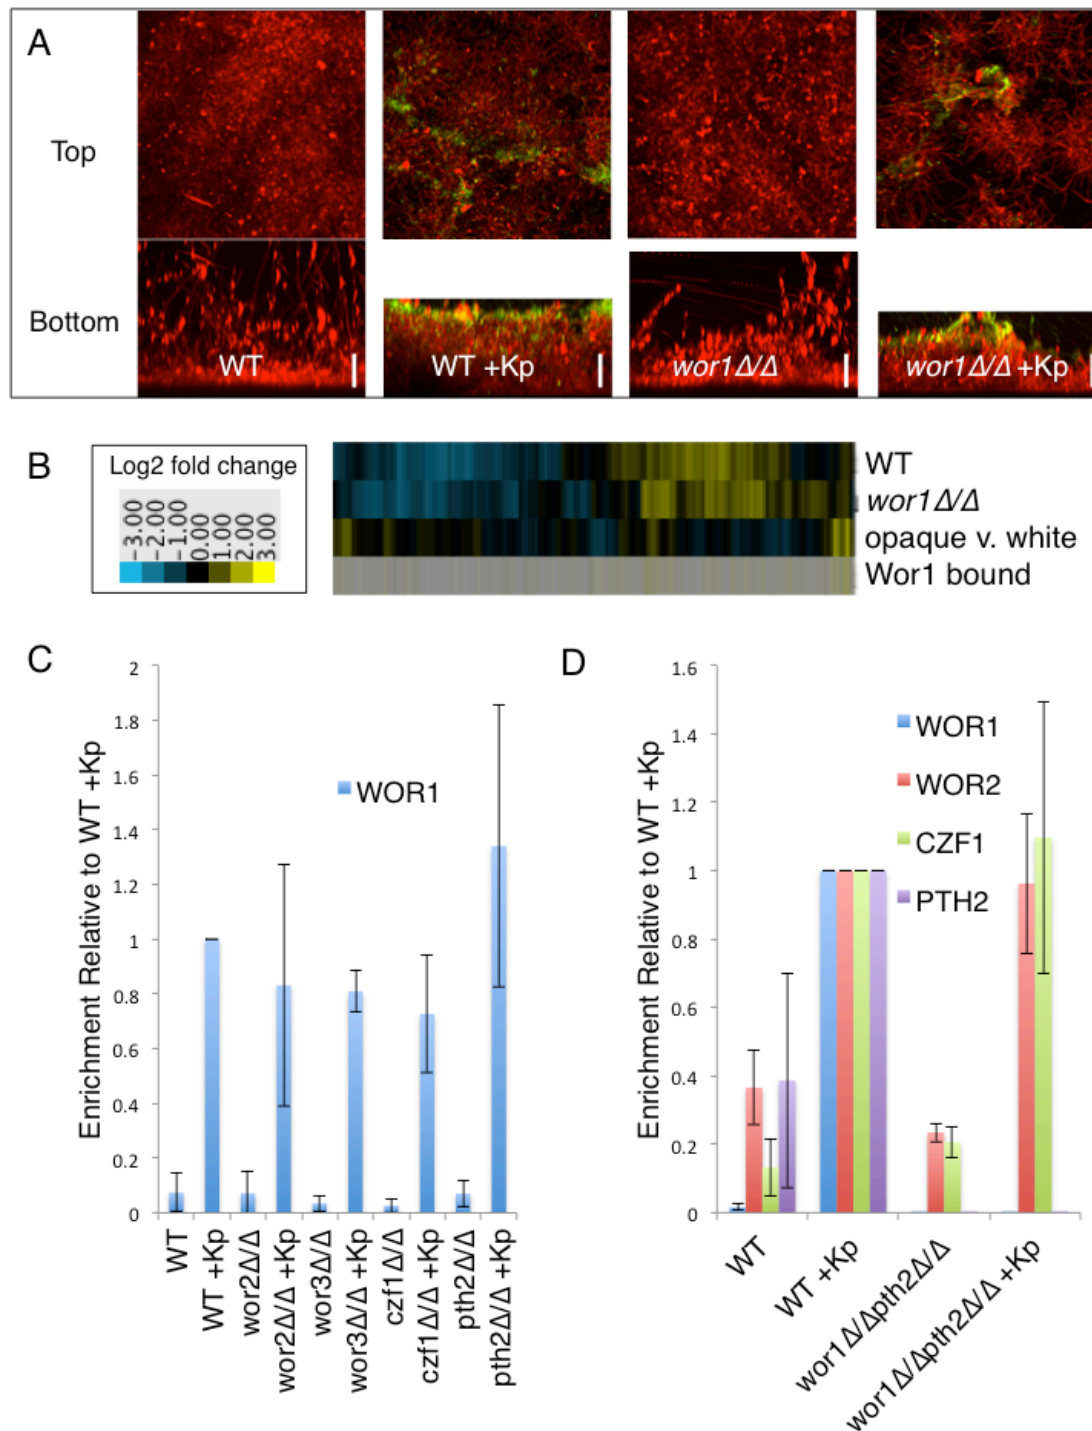 A
Top
Bottom
WT
WT +Kp
wor1Δ/Δ
wor1Δ/Δ +Kp
B
Log2 fold change
-3.00
-2.00
-1.00
0.00
1.00
2.00
3.00
WT
wor1Δ/Δ
opaque v. white
Wor1 bound
C
Enrichment Relative to WT +Kp
2
1.8
1.6
1.4
1.2
1
0.8
0.6
0.4
0.2
0
WOR1
WT
WT +Kp
wor2Δ/Δ
wor2Δ/Δ +Kp
wor3Δ/Δ
wor3Δ/Δ +Kp
czf1Δ/Δ
czf1Δ/Δ +Kp
pth2Δ/Δ
pth2Δ/Δ +Kp
D
Enrichment Relative to WT +Kp
1.6
1.4
1.2
1
0.8
0.6
0.4
0.2
0
WOR1
WOR2
CZF1
PTH2
WT
WT +Kp
wor1Δ/Δpth2Δ/Δ
wor1Δ/Δpth2Δ/Δ +Kp